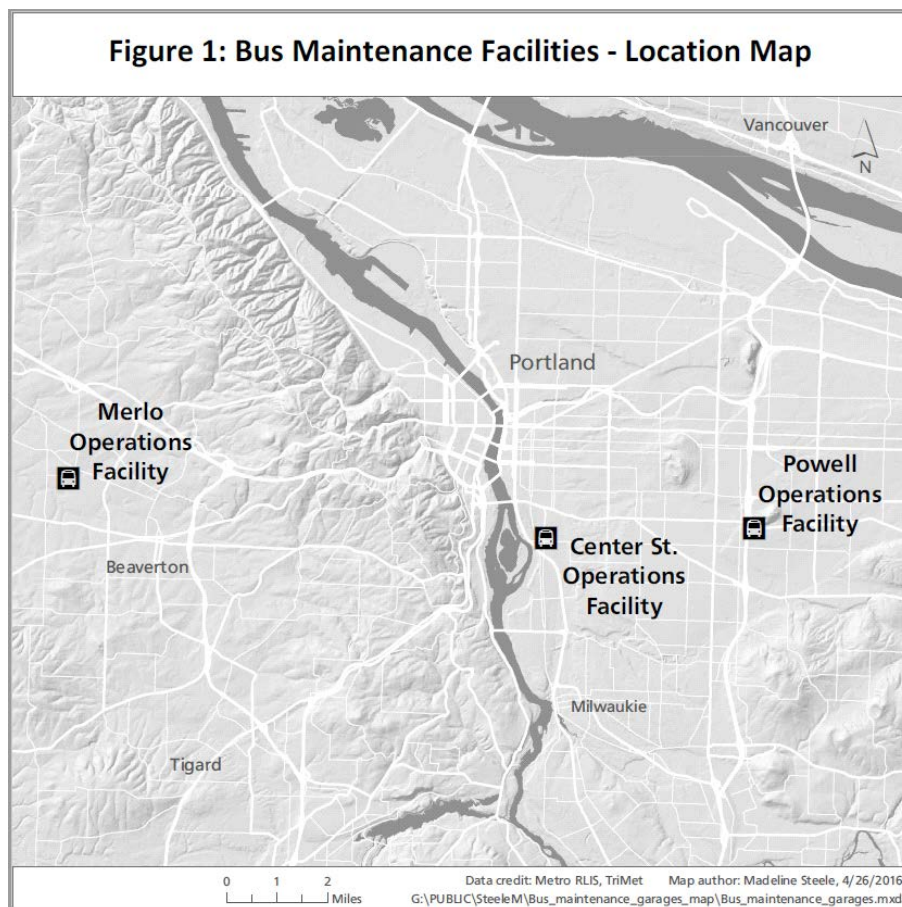 Figure 1: Bus Maintenance Facilities - Location Map
Vancouver
N
Portland
Merlo
Operations
Facility
Powell
Operations
Facility
Center St.
Operations
Facility
Beaverton
Milwaukie
Tigard
0 1 2
Miles
Data credit: Metro RLIS, TriMet Map author: Madeline Steele, 4/26/2016
G:\PUBLIC\SteeleM\Bus_maintenance_garages_map\Bus_maintenance_garages.mxd